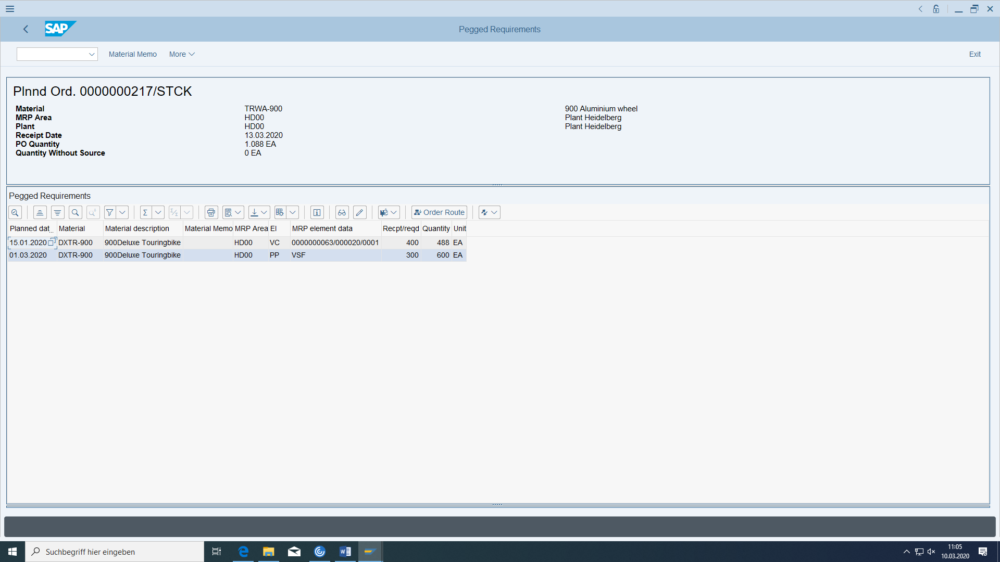 SAP
Pegged Requirements
Material Memo More Exit
Plnnd Ord. 0000000217/STCK
Material TRWA-900 900 Aluminium wheel
MRP Area HD00 Plant Heidelberg
Plant HD00 Plant Heidelberg
Receipt Date 13.03.2020
PO Quantity 1.088 EA
Quantity Without Source 0 EA
Pegged Requirements
Order Route
Planned dat... Material Material description Material Memo MRP Area El MRP element data Recpt/reqd Quantity Unit
15.01.2020 DXTR-900 900Deluxe Touringbike HD00 VC 0000000063/000020/0001 400 488 EA
01.03.2020 DXTR-900 900Deluxe Touringbike HD00 PP VSF 300 600 EA
Suchbegriff hier eingeben
11:05
10.03.2020